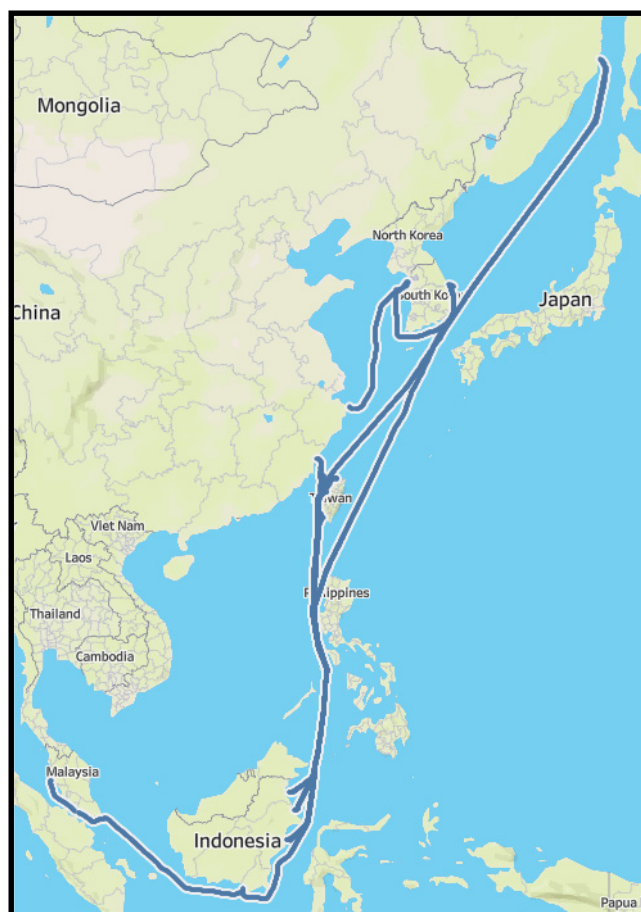 Mongolia
North Korea
South Ko
Japan
China
Taiwan
Viet Nam
Laos
Philippines
Thailand
Cambodia
Malaysia
Indonesia
Papua